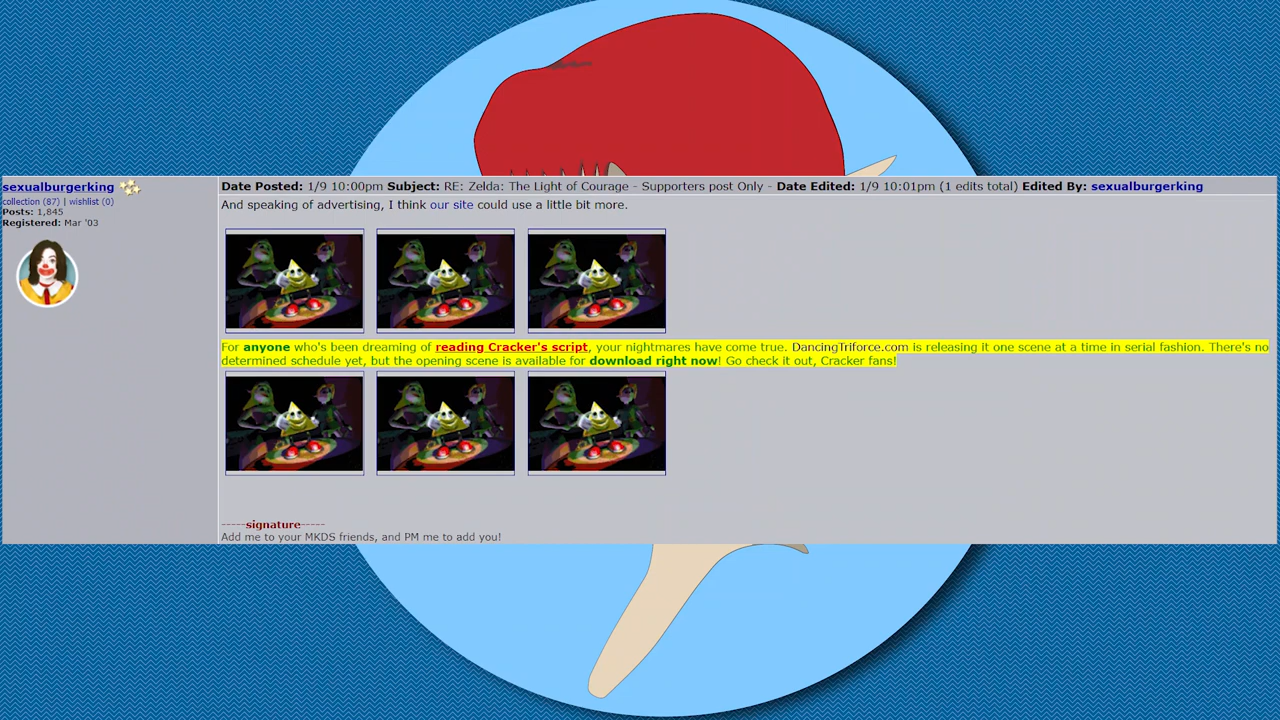 sexualburgerking
collection (87) | wishlist (0)
Posts: 1,845
Registered: Mar '03
Date Posted: 1/9 10:00pm Subject: RE: Zelda: The Light of Courage - Supporters post Only - Date Edited: 1/9 10:01pm (1 edits total) Edited By: sexualburgerking
And speaking of advertising, I think our site could use a little bit more.
For anyone who's been dreaming of reading Cracker's script, your nightmares have come true. DancingTriforce.com is releasing it one scene at a time in serial fashion. There's no
determined schedule yet, but the opening scene is available for download right now! Go check it out, Cracker fans!
-----signature-----
Add me to your MKDS friends, and PM me to add you!